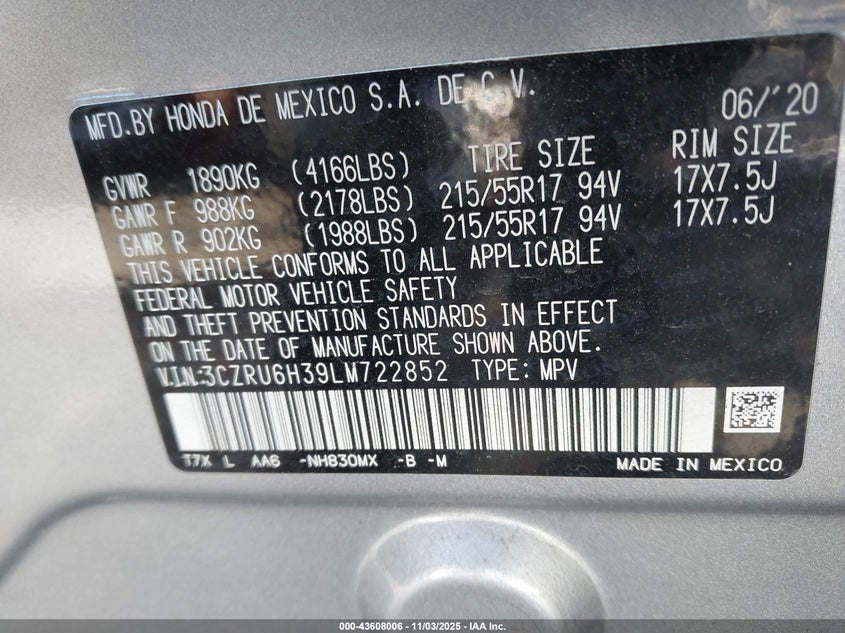 MFD.BY HONDA DE MEXICO S.A. DE C.V. 06/'20
TIRE SIZE RIM SIZE
GVWR 1890KG (4166LBS)
GAWR F 988KG (2178LBS) 215/55R17 94V 17X7.5J
GAWR R 902KG (1988LBS) 215/55R17 94V 17X7.5J
THIS VEHICLE CONFORMS TO ALL APPLICABLE
FEDERAL MOTOR VEHICLE SAFETY
AND THEFT PREVENTION STANDARDS IN EFFECT
ON THE DATE OF MANUFACTURE SHOWN ABOVE.
V.I.N:3CZRU6H39LM722852 TYPE: MPV
T7X L AA6 -NH830MX -B -M MADE IN MEXICO
000-43608006 - 11/03/2025 - IAA Inc.